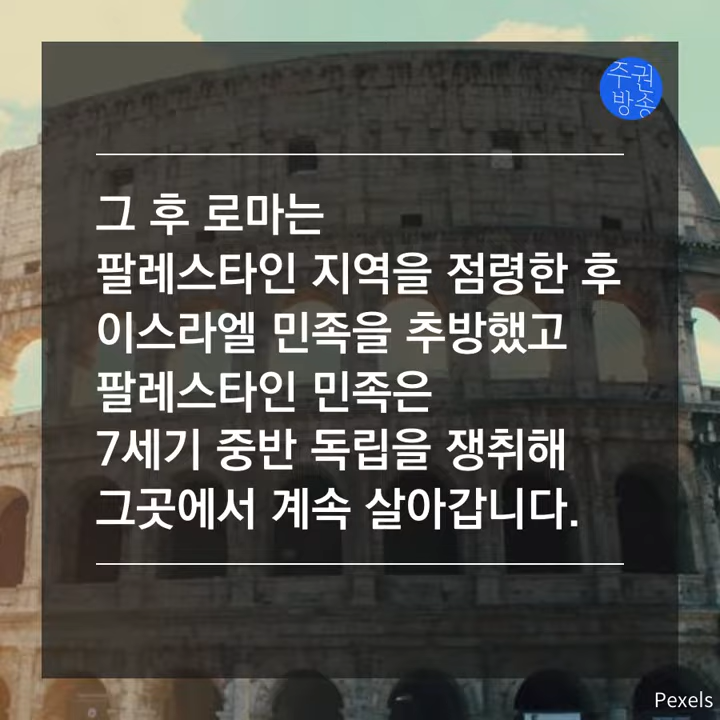 주권
방송
그 후 로마는
팔레스타인 지역을 점령한 후
이스라엘 민족을 추방했고
팔레스타인 민족은
7세기 중반 독립을 쟁취해
그곳에서 계속 살아갑니다.
Pexels